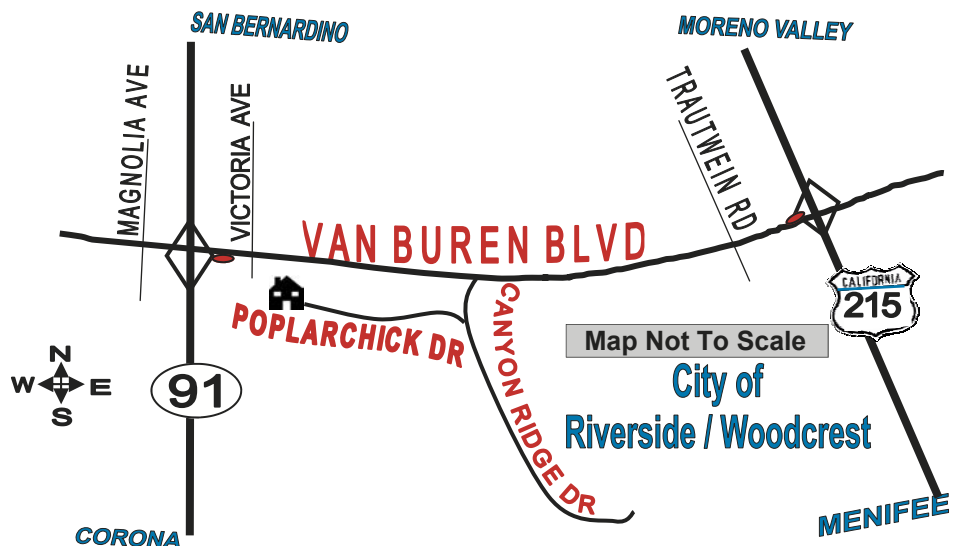 SAN BERNARDINO
MORENO VALLEY
MAGNOLIA AVE
VICTORIA AVE
TRAUTWEIN RD
VAN BUREN BLVD
CALIFORNIA
215
POPLARCHICK DR
CANYON RIDGE DR
Map Not To Scale
City of
Riverside / Woodcrest
N
W E
S
91
CORONA
MENIFEE